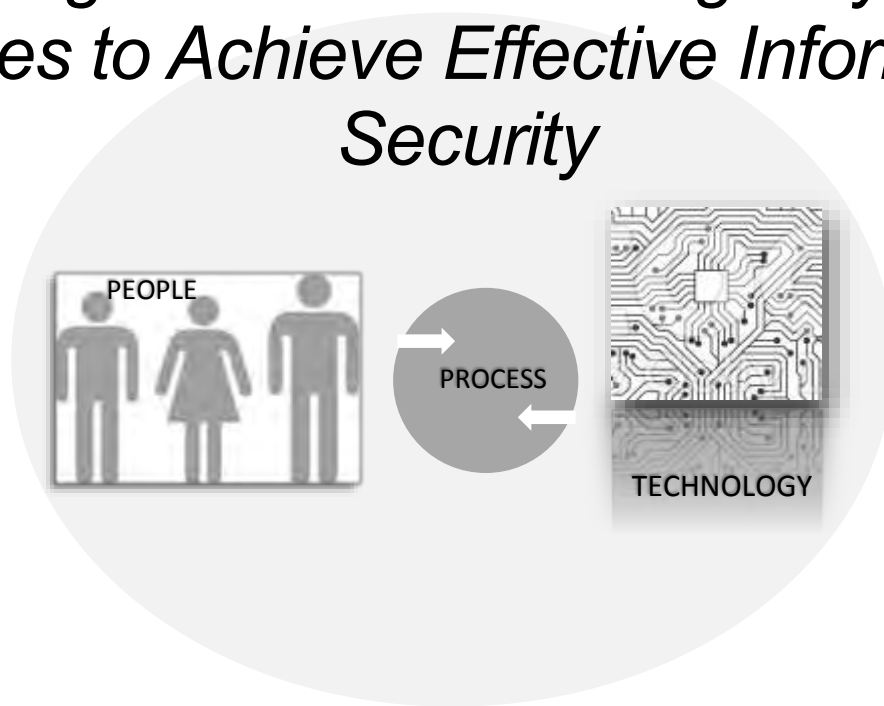 es to Achieve Effective Infor
Security
PEOPLE
PROCESS
TECHNOLOGY